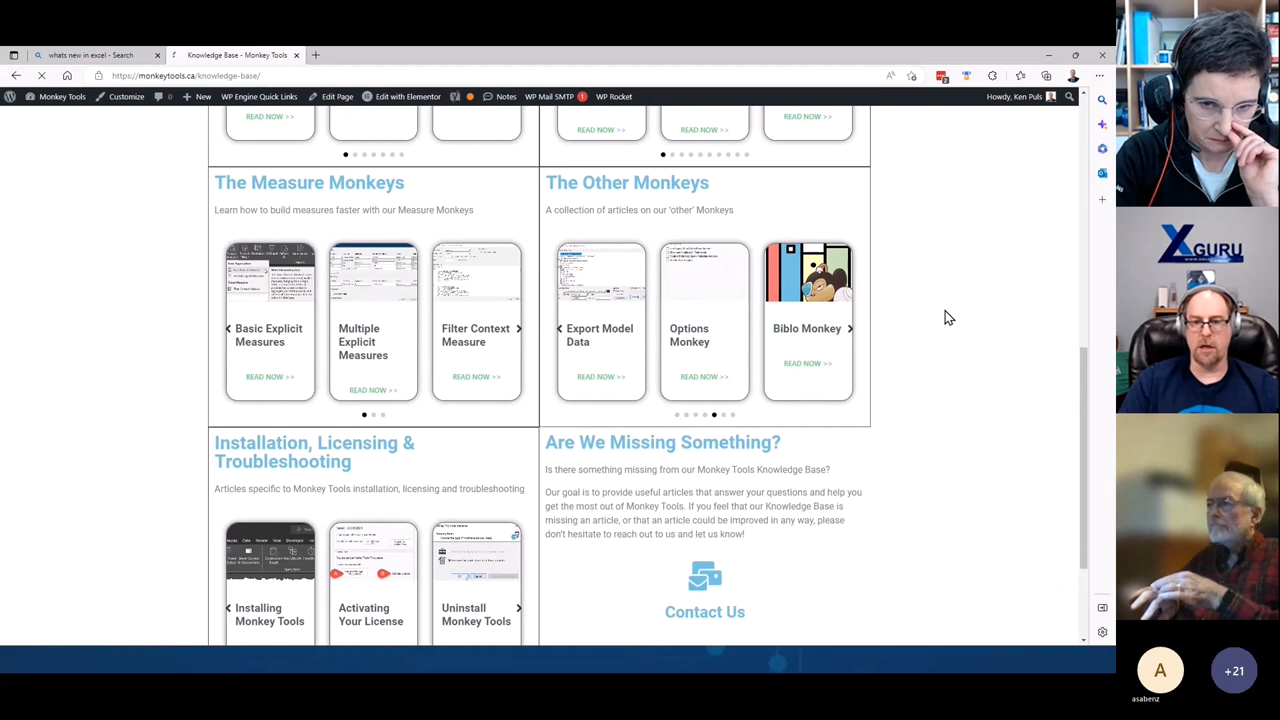 whats new in excel - Search
Knowledge Base - Monkey Tools
https://monkeytools.ca/knowledge-base/
Monkey Tools
Customize
New
WP Engine Quick Links
Edit Page
Edit with Elementor
Notes
WP Mail SMTP 1
WP Rocket
Howdy, Ken Puls
READ NOW >>
READ NOW >>
READ NOW >>
READ NOW >>
READ NOW >>
READ NOW >>
The Measure Monkeys
Learn how to build measures faster with our Measure Monkeys
Basic Explicit
Measures
READ NOW >>
Multiple
Explicit
Measures
READ NOW >>
Filter Context
Measure
READ NOW >>
The Other Monkeys
A collection of articles on our 'other' Monkeys
Export Model
Data
READ NOW >>
Options
Monkey
READ NOW >>
Biblo Monkey
READ NOW >>
Installation, Licensing &
Troubleshooting
Articles specific to Monkey Tools installation, licensing and troubleshooting
Installing
Monkey Tools
Activating
Your License
Uninstall
Monkey Tools
Are We Missing Something?
Is there something missing from our Monkey Tools Knowledge Base?
Our goal is to provide useful articles that answer your questions and help you
get the most out of Monkey Tools. If you feel that our Knowledge Base is
missing an article, or that an article could be improved in any way, please
don't hesitate to reach out to us and let us know!
Contact Us
XGURU
A
asabenz
+21